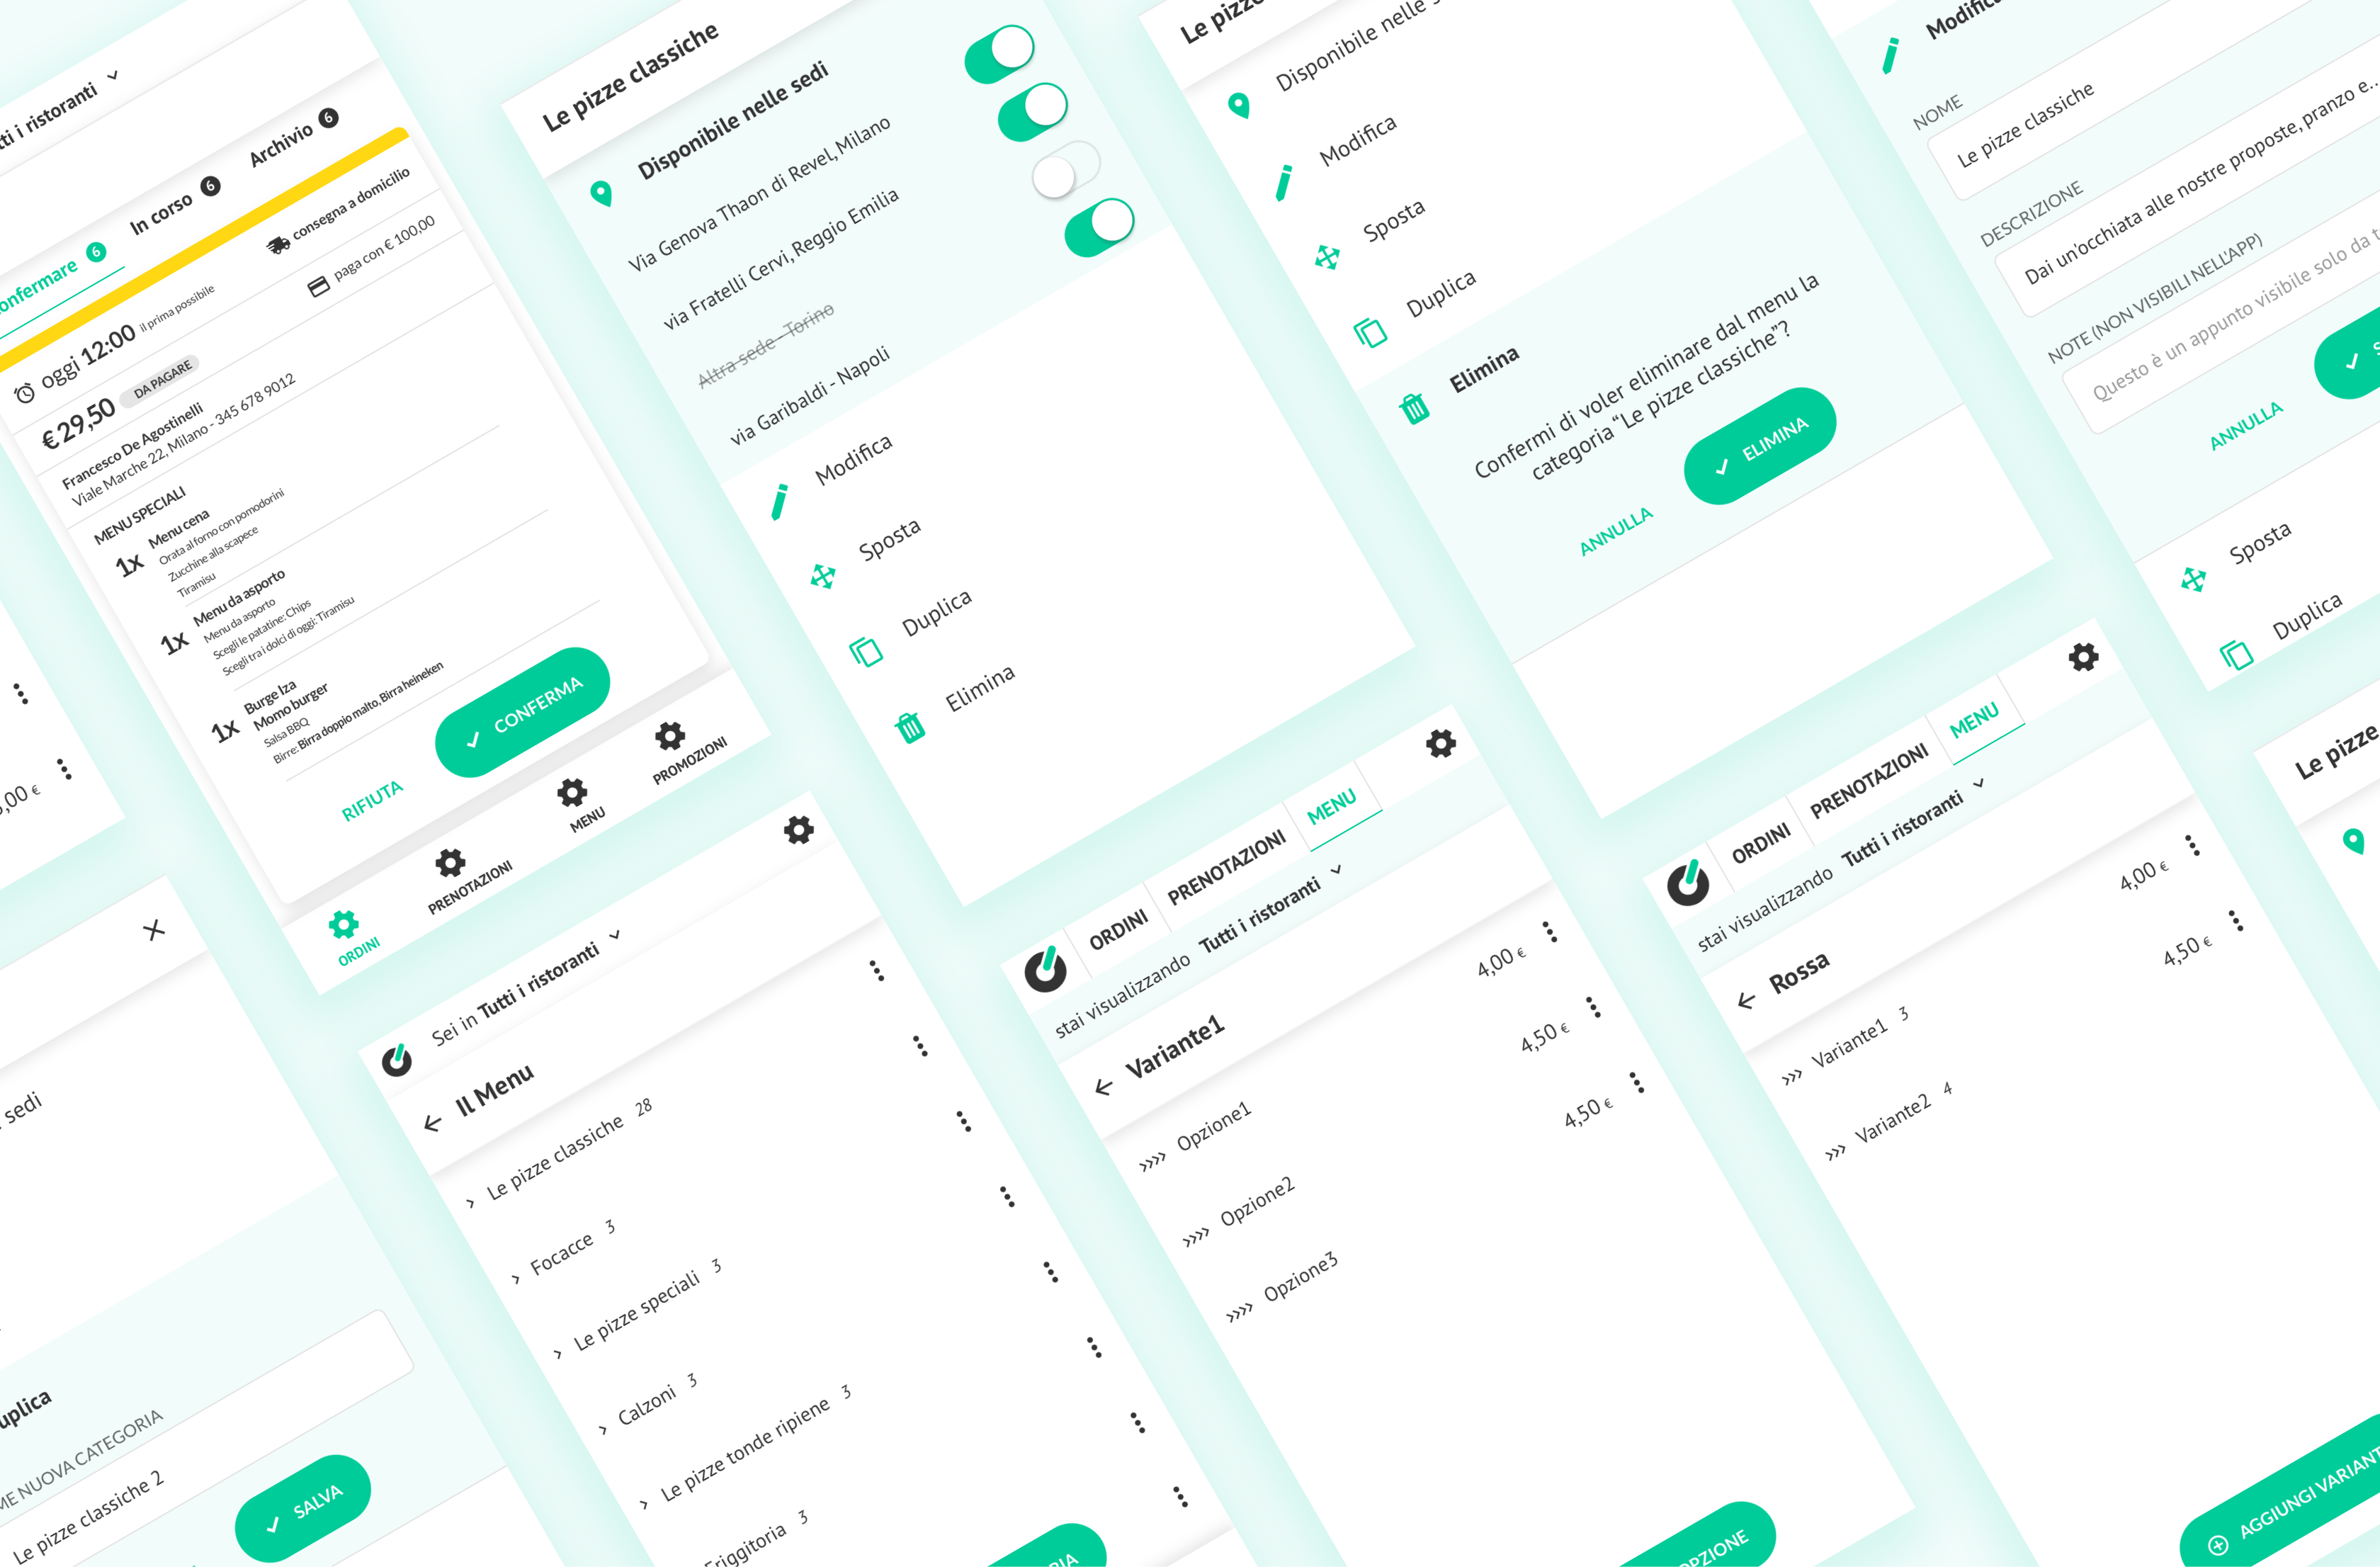 Tutti i ristoranti
Confermare 6
In corso 6
Archivio 6
oggi 12:00 il prima possibile
consegna a domicilio
€29,50 DA PAGARE
paga con € 100,00
Francesco De Agostinelli
Viale Marche 22, Milano - 345 678 9012
MENU SPECIALI
1x Menu cena
Orata al forno con pomodorini
Zucchine alla scapece
Tiramisu
1x Menu da asporto
Menu da asporto
Scegli le patatine: Chips
Scegli tra i dolci di oggi: Tiramisu
1x Burge Iza
Momo burger
Salsa BBQ
Birre: Birra doppio malto, Birra heineken
RIFIUTA
CONFERMA
ORDINI
PRENOTAZIONI
MENU
PROMOZIONI
Le pizze classiche
Disponibile nelle sedi
Via Genova Thaon di Revel, Milano
via Fratelli Cervi, Reggio Emilia
Altra sede - Torino
via Garibaldi - Napoli
Modifica
Sposta
Duplica
Elimina
Le pizze
Disponibile nelle
Modifica
Sposta
Duplica
Elimina
Confermi di voler eliminare dal menu la
categoria “Le pizze classiche”?
ANNULLA
ELIMINA
Modifica
NOME
Le pizze classiche
DESCRIZIONE
Dai un'occhiata alle nostre proposte, pranzo e...
NOTE (NON VISIBILI NELL'APP)
Questo è un appunto visibile solo da t
ANNULLA
S
Sposta
Duplica
,00 €
sedi
uplica
ME NUOVA CATEGORIA
Le pizze classiche 2
SALVA
Sei in Tutti i ristoranti
Il Menu
Le pizze classiche 28
Focacce 3
Le pizze speciali 3
Calzoni 3
Le pizze tonde ripiene 3
Friggitoria 3
RIA
ORDINI
PRENOTAZIONI
MENU
stai visualizzando Tutti i ristoranti
Variante1
Opzione1 4,00 €
Opzione2 4,50 €
Opzione3 4,50 €
OPZIONE
ORDINI
PRENOTAZIONI
MENU
stai visualizzando Tutti i ristoranti
Rossa
Variante1 3 4,00 €
Variante2 4 4,50 €
AGGIUNGI VARIANT
Le pizze